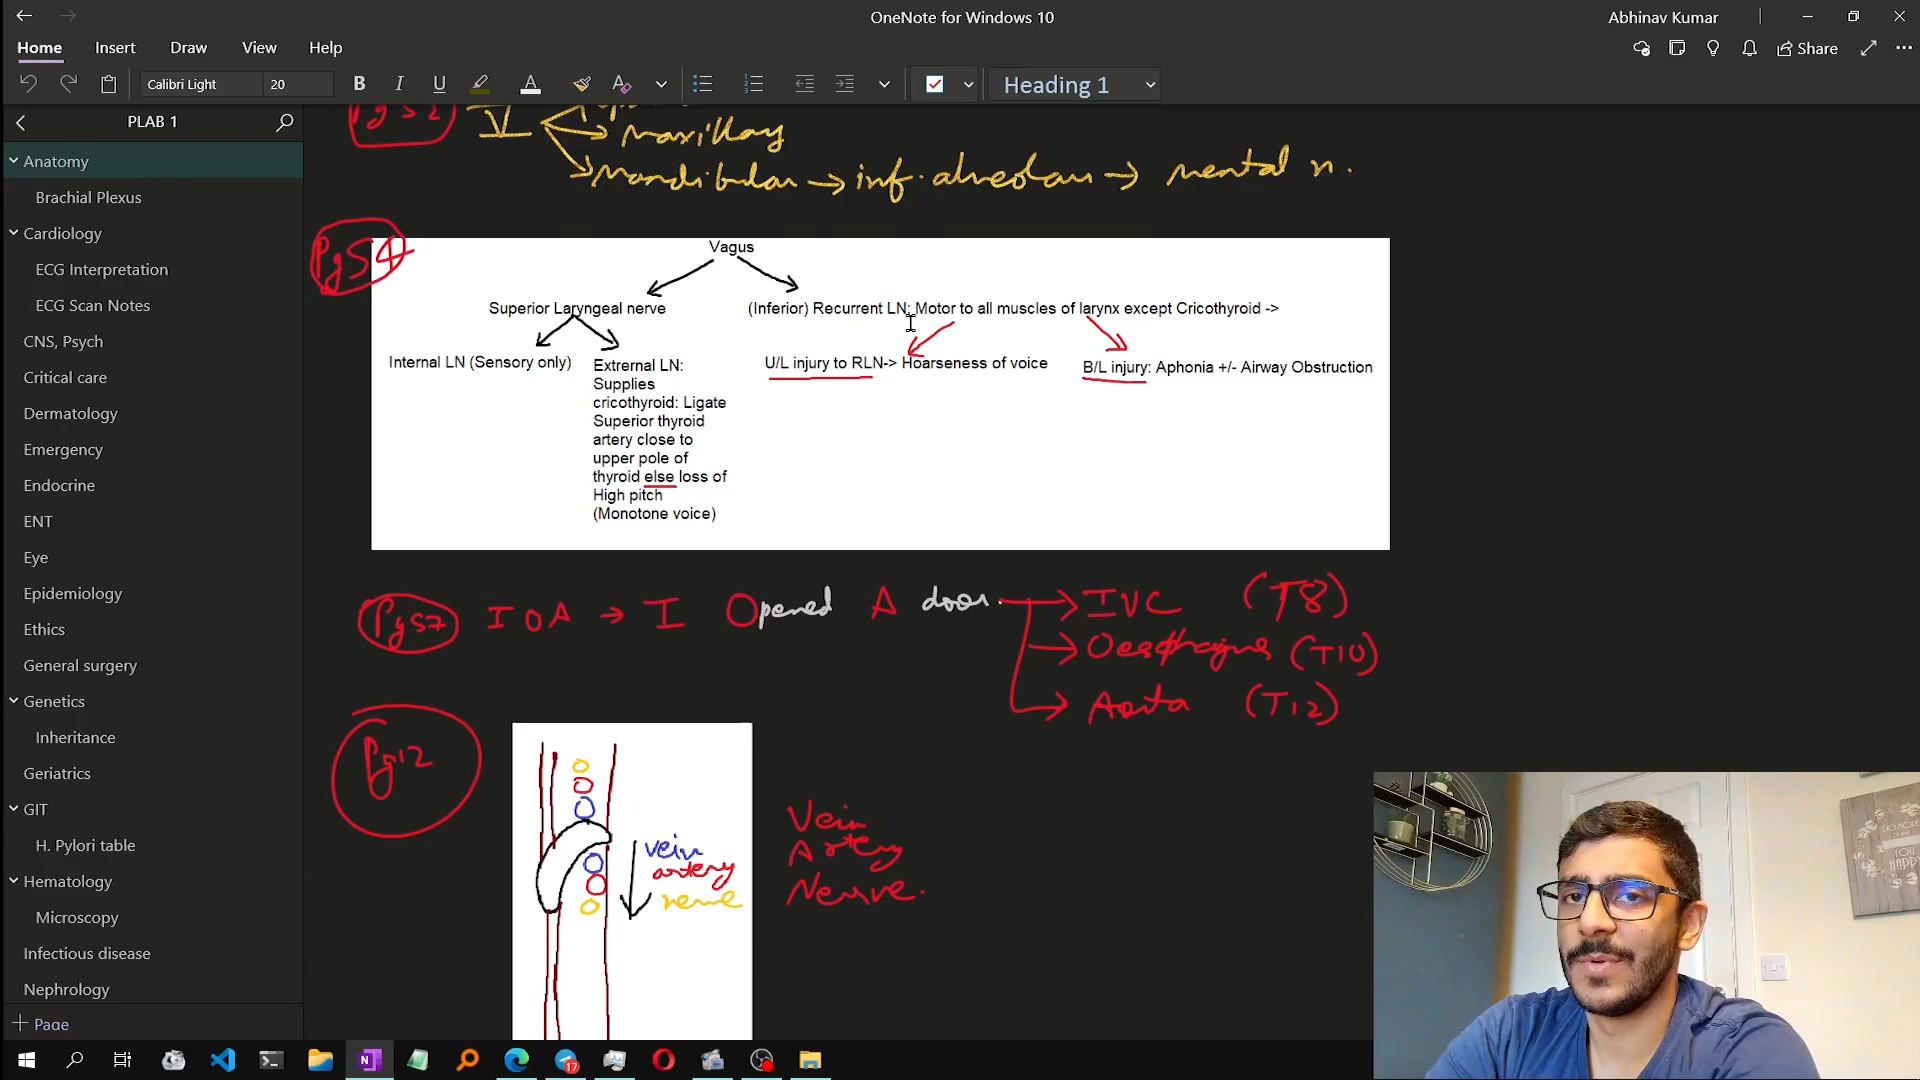 OneNote for Windows 10
Abhinav Kumar
Home Insert Draw View Help
Share
Calibri Light 20 B I U A Heading 1
PLAB 1
Anatomy
Brachial Plexus
Cardiology
ECG Interpretation
ECG Scan Notes
CNS, Psych
Critical care
Dermatology
Emergency
Endocrine
ENT
Eye
Epidemiology
Ethics
General surgery
Genetics
Inheritance
Geriatrics
GIT
H. Pylori table
Hematology
Microscopy
Infectious disease
Nephrology
Page
Pg 52
V
maxillary
mandibular → inf. alveolar → mental n.
Pg54
Vagus
Superior Laryngeal nerve
(Inferior) Recurrent LN: Motor to all muscles of larynx except Cricothyroid ->
Internal LN (Sensory only)
Extrernal LN:
Supplies
cricothyroid: Ligate
Superior thyroid
artery close to
upper pole of
thyroid else loss of
High pitch
(Monotone voice)
U/L injury to RLN-> Hoarseness of voice
B/L injury: Aphonia +/- Airway Obstruction
Pg57 IOA → I Opened A door. → IVC (T8)
→ Oesophagus (T10)
→ Aorta (T12)
Pg12
vein
artery
nerve
Vein
Artery
Nerve.
17